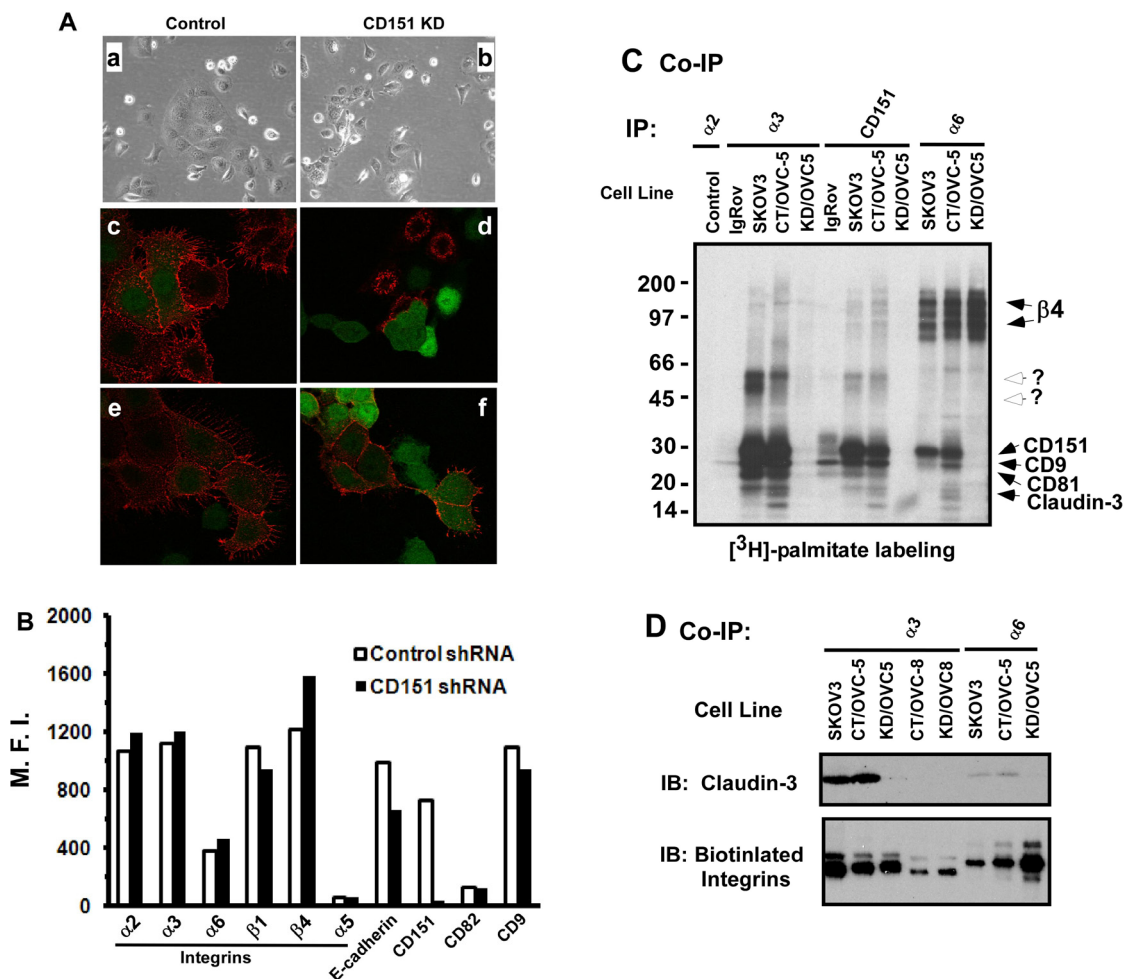 A
Control
CD151 KD
a
b
c
d
e
f
B
2000
1600
1200
800
400
0
M. F. I.
Control shRNA
CD151 shRNA
α2
α3
α6
β1
β4
α5
E-cadherin
CD151
CD82
CD9
Integrins
C Co-IP
IP:
α2
α3
CD151
α6
Cell Line
Control
IgRov
SKOV3
CT/OVC-5
KD/OVC5
IgRov
SKOV3
CT/OVC-5
KD/OVC5
SKOV3
CT/OVC-5
KD/OVC5
200
97
66
45
30
20
14
β4
?
?
CD151
CD9
CD81
Claudin-3
[³H]-palmitate labeling
D Co-IP:
α3
α6
Cell Line
SKOV3
CT/OVC-5
KD/OVC5
CT/OVC-8
KD/OVC8
SKOV3
CT/OVC-5
KD/OVC5
IB: Claudin-3
IB: Biotinlated
Integrins